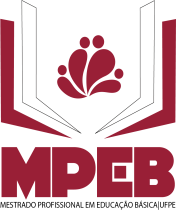 MPEB
MESTRADO PROFISSIONAL EM EDUCAÇÃO BÁSICA|UFPE